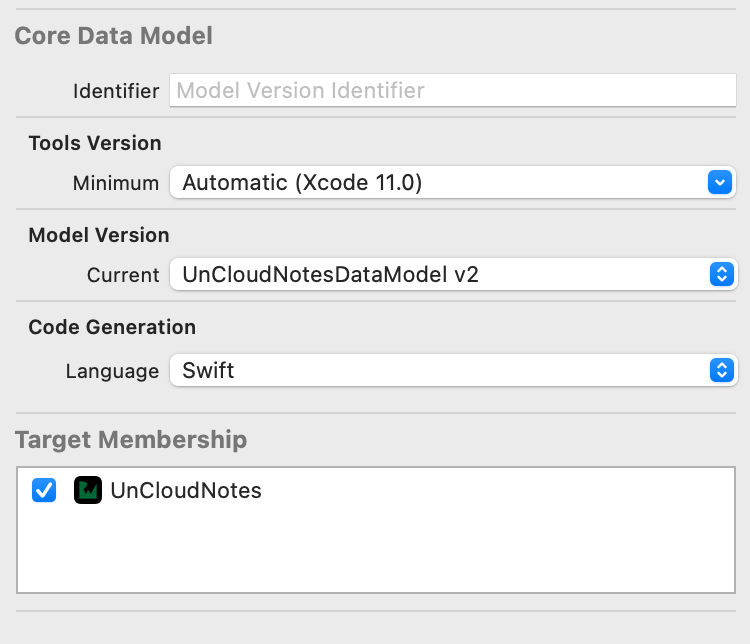 Core Data Model
Identifier Model Version Identifier
Tools Version
Minimum Automatic (Xcode 11.0)
Model Version
Current UnCloudNotesDataModel v2
Code Generation
Language Swift
Target Membership
UnCloudNotes